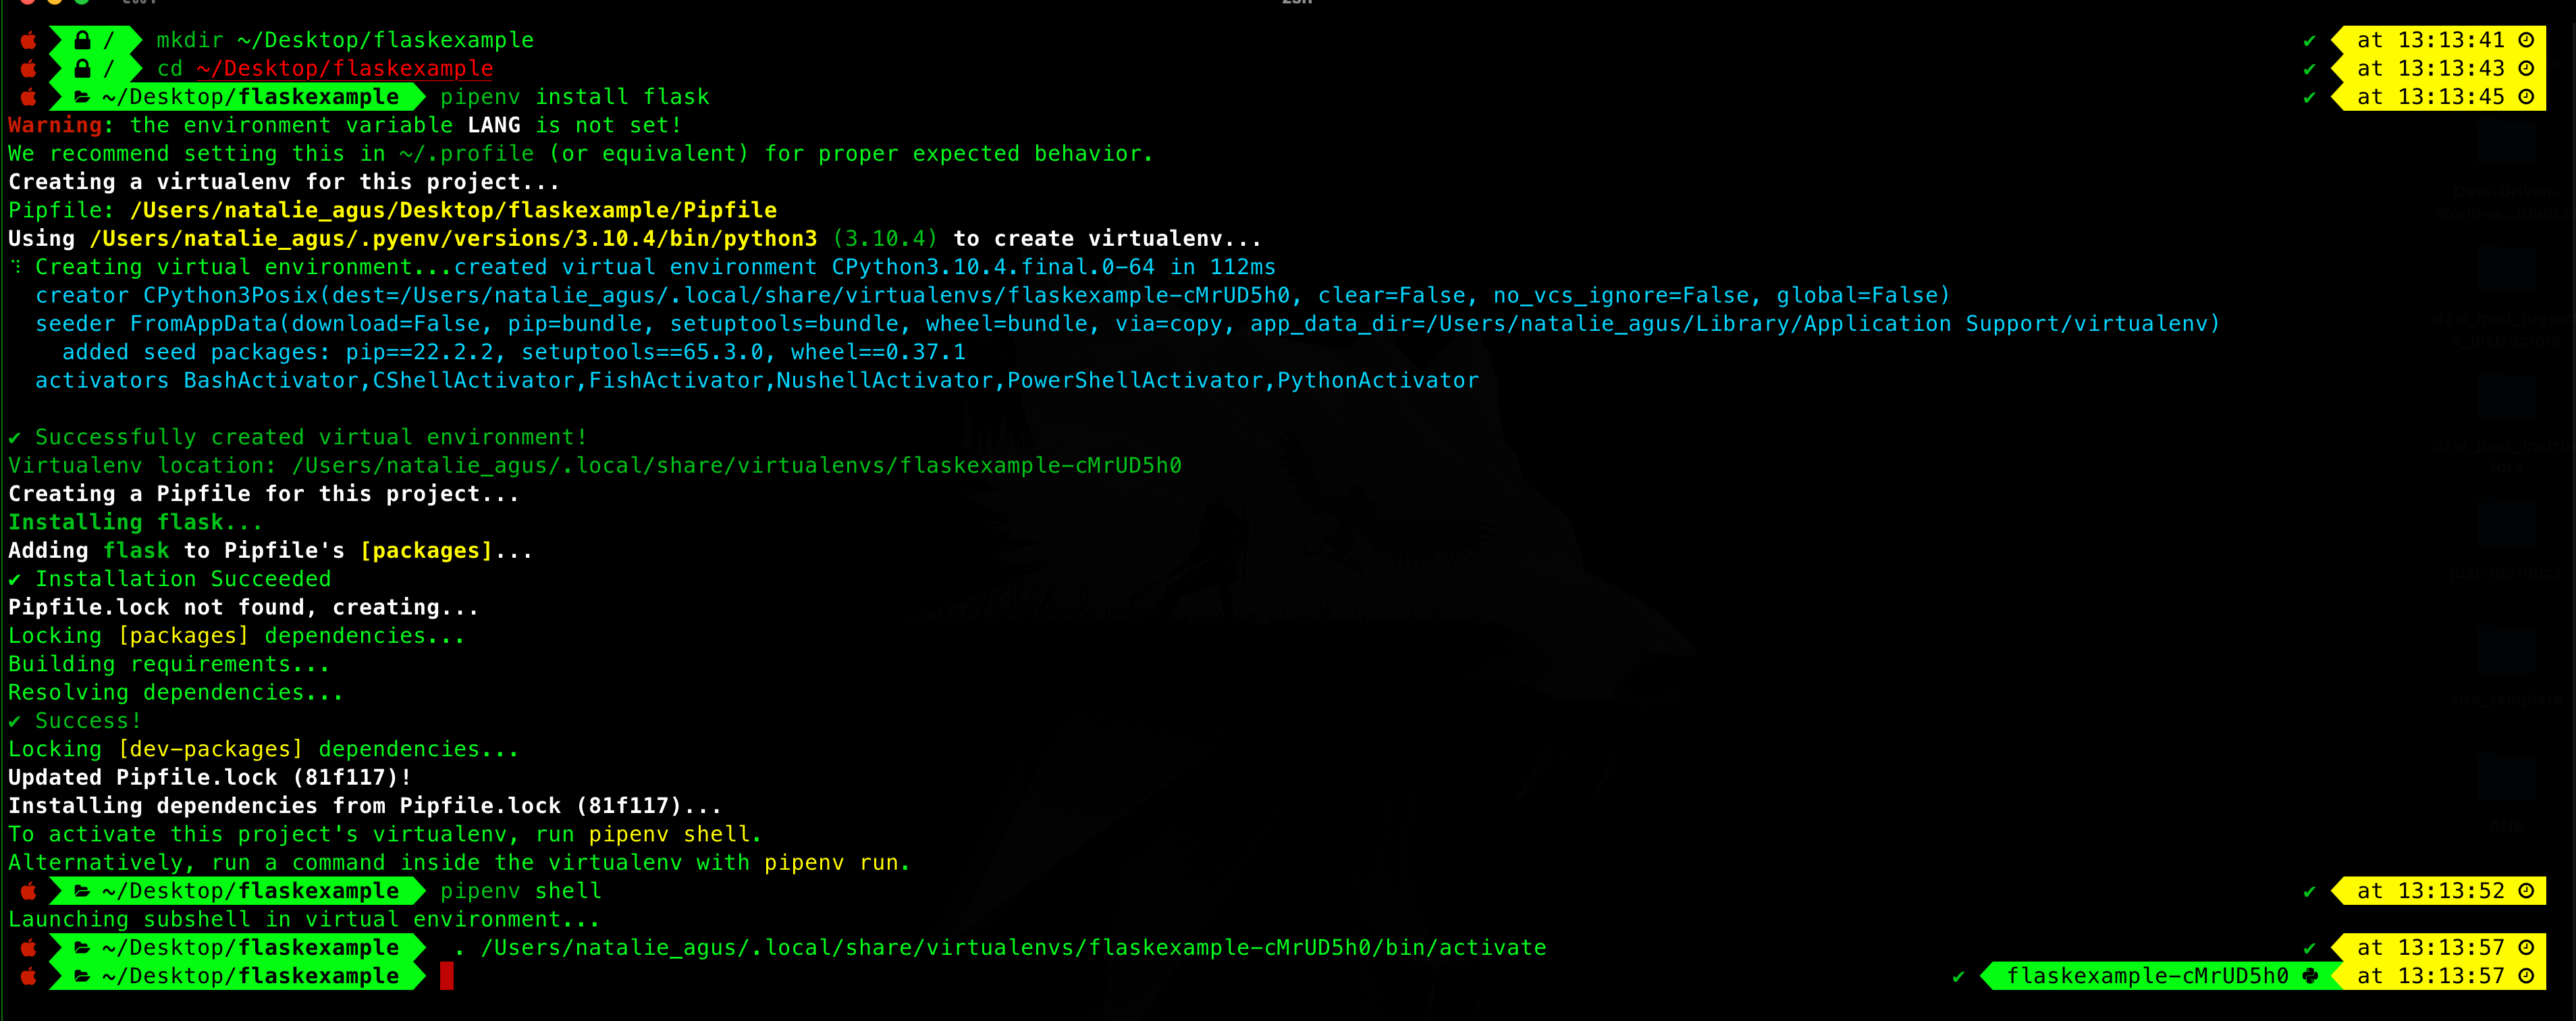 / mkdir ~/Desktop/flaskexample ✔ at 13:13:41
/ cd ~/Desktop/flaskexample ✔ at 13:13:43
~/Desktop/flaskexample pipenv install flask ✔ at 13:13:45
Warning: the environment variable LANG is not set!
We recommend setting this in ~/.profile (or equivalent) for proper expected behavior.
Creating a virtualenv for this project...
Pipfile: /Users/natalie_agus/Desktop/flaskexample/Pipfile
Using /Users/natalie_agus/.pyenv/versions/3.10.4/bin/python3 (3.10.4) to create virtualenv...
⠹ Creating virtual environment...created virtual environment CPython3.10.4.final.0-64 in 112ms
creator CPython3Posix(dest=/Users/natalie_agus/.local/share/virtualenvs/flaskexample-cMrUD5h0, clear=False, no_vcs_ignore=False, global=False)
seeder FromAppData(download=False, pip=bundle, setuptools=bundle, wheel=bundle, via=copy, app_data_dir=/Users/natalie_agus/Library/Application Support/virtualenv)
added seed packages: pip==22.2.2, setuptools==65.3.0, wheel==0.37.1
activators BashActivator,CShellActivator,FishActivator,NushellActivator,PowerShellActivator,PythonActivator
✔ Successfully created virtual environment!
Virtualenv location: /Users/natalie_agus/.local/share/virtualenvs/flaskexample-cMrUD5h0
Creating a Pipfile for this project...
Installing flask...
Adding flask to Pipfile's [packages]...
✔ Installation Succeeded
Pipfile.lock not found, creating...
Locking [packages] dependencies...
Building requirements...
Resolving dependencies...
✔ Success!
Locking [dev-packages] dependencies...
Updated Pipfile.lock (81f117)!
Installing dependencies from Pipfile.lock (81f117)...
To activate this project's virtualenv, run pipenv shell.
Alternatively, run a command inside the virtualenv with pipenv run.
~/Desktop/flaskexample pipenv shell ✔ at 13:13:52
Launching subshell in virtual environment...
~/Desktop/flaskexample . /Users/natalie_agus/.local/share/virtualenvs/flaskexample-cMrUD5h0/bin/activate ✔ at 13:13:57
~/Desktop/flaskexample ✔ flaskexample-cMrUD5h0 at 13:13:57